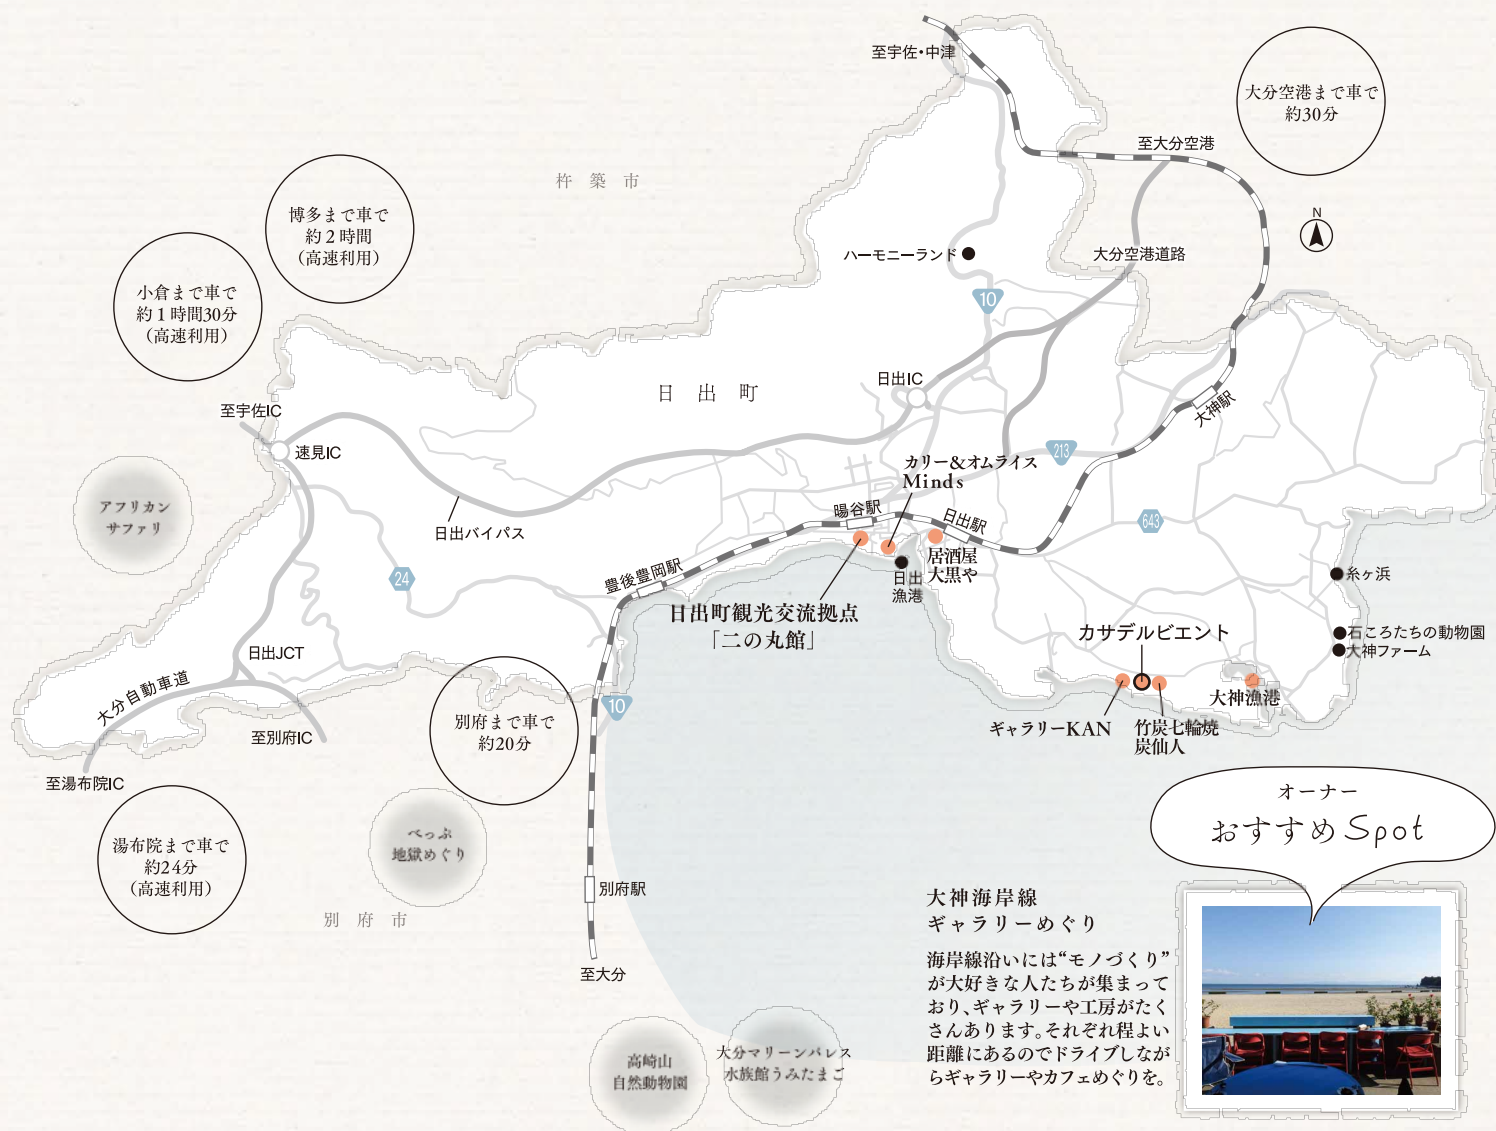 至宇佐・中津
大分空港まで車で
約30分
至大分空港
杵築市
博多まで車で
約2時間
(高速利用)
N
ハーモニーランド
大分空港道路
小倉まで車で
約1時間30分
(高速利用)
10
日出町
日出IC
大神駅
至宇佐IC
速見IC
213
カリー&オムライス
Minds
アフリカン
サファリ
日出バイパス
暘谷駅
日出駅
643
居酒屋
大黒や
24
豊後豊岡駅
日出
漁港
糸ヶ浜
日出町観光交流拠点
「二の丸館」
カサデルビエント
石ころたちの動物園
大神ファーム
日出JCT
大分自動車道
大神漁港
10
別府まで車で
約20分
至別府IC
ギャラリーKAN
竹炭七輪焼
炭仙人
至湯布院IC
オーナー
おすすめSpot
湯布院まで車で
約24分
(高速利用)
べっぷ
地獄めぐり
別府駅
別府市
大神海岸線
ギャラリーめぐり
海岸線沿いには“モノづくり”
が大好きな人たちが集まって
おり、ギャラリーや工房がたく
さんあります。それぞれ程よい
距離にあるのでドライブしなが
らギャラリーやカフェめぐりを。
至大分
高崎山
自然動物園
大分マリーンパレス
水族館うみたまご